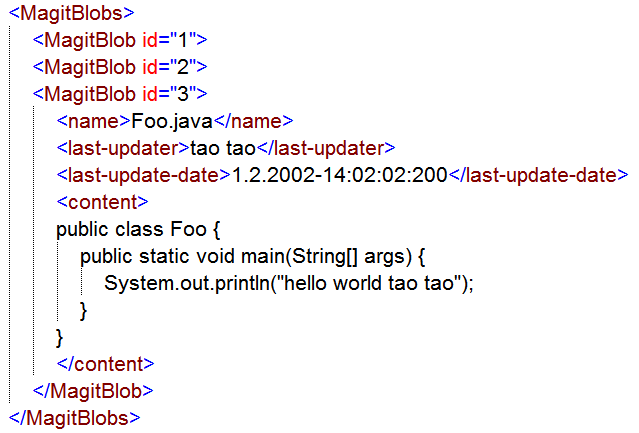 <MagitBlobs>
<MagitBlob id="1">
<MagitBlob id="2">
<MagitBlob id="3">
<name>Foo.java</name>
<last-updater>tao tao</last-updater>
<last-update-date>1.2.2002-14:02:02:200</last-update-date>
<content>
public class Foo {
public static void main(String[] args) {
System.out.println("hello world tao tao");
}
}
</content>
</MagitBlob>
</MagitBlobs>